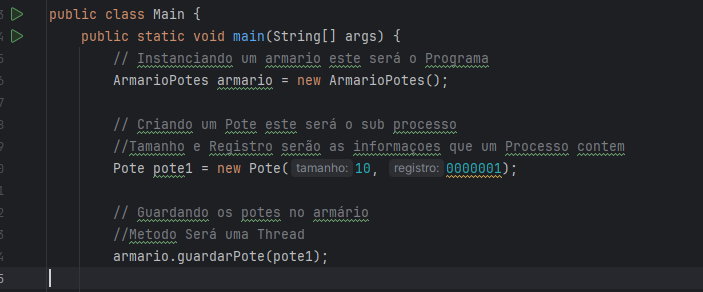 public class Main {
public static void main(String[] args) {
// Instanciando um armario este será o Programa
ArmarioPotes armario = new ArmarioPotes();
// Criando um Pote este será o sub processo
//Tamanho e Registro serão as informaçoes que um Processo contem
Pote pote1 = new Pote( tamanho: 10, registro: 0000001);
// Guardando os potes no armário
//Metodo Será uma Thread
armario.guardarPote(pote1);